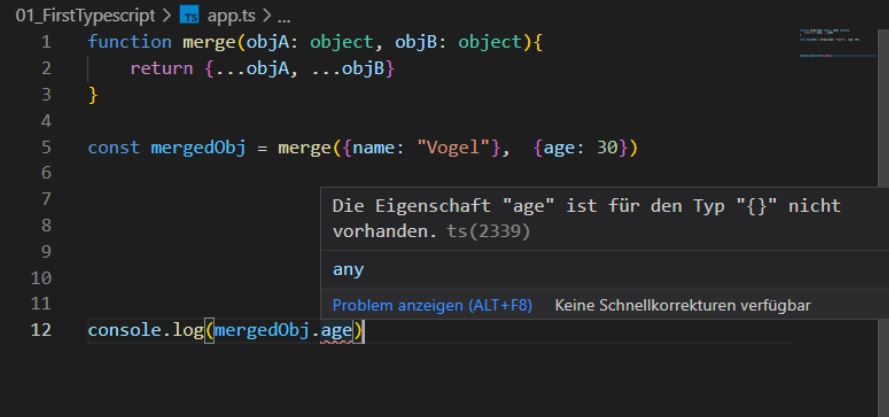 01_FirstTypescript > TS app.ts > ...
1 function merge(objA: object, objB: object){
2 return {...objA, ...objB}
3 }
4
5 const mergedObj = merge({name: "Vogel"}, {age: 30})
6
7
8
9
10
11
Die Eigenschaft "age" ist für den Typ "{}" nicht
vorhanden. ts(2339)
any
Problem anzeigen (ALT+F8) Keine Schnellkorrekturen verfügbar
12 console.log(mergedObj.age)